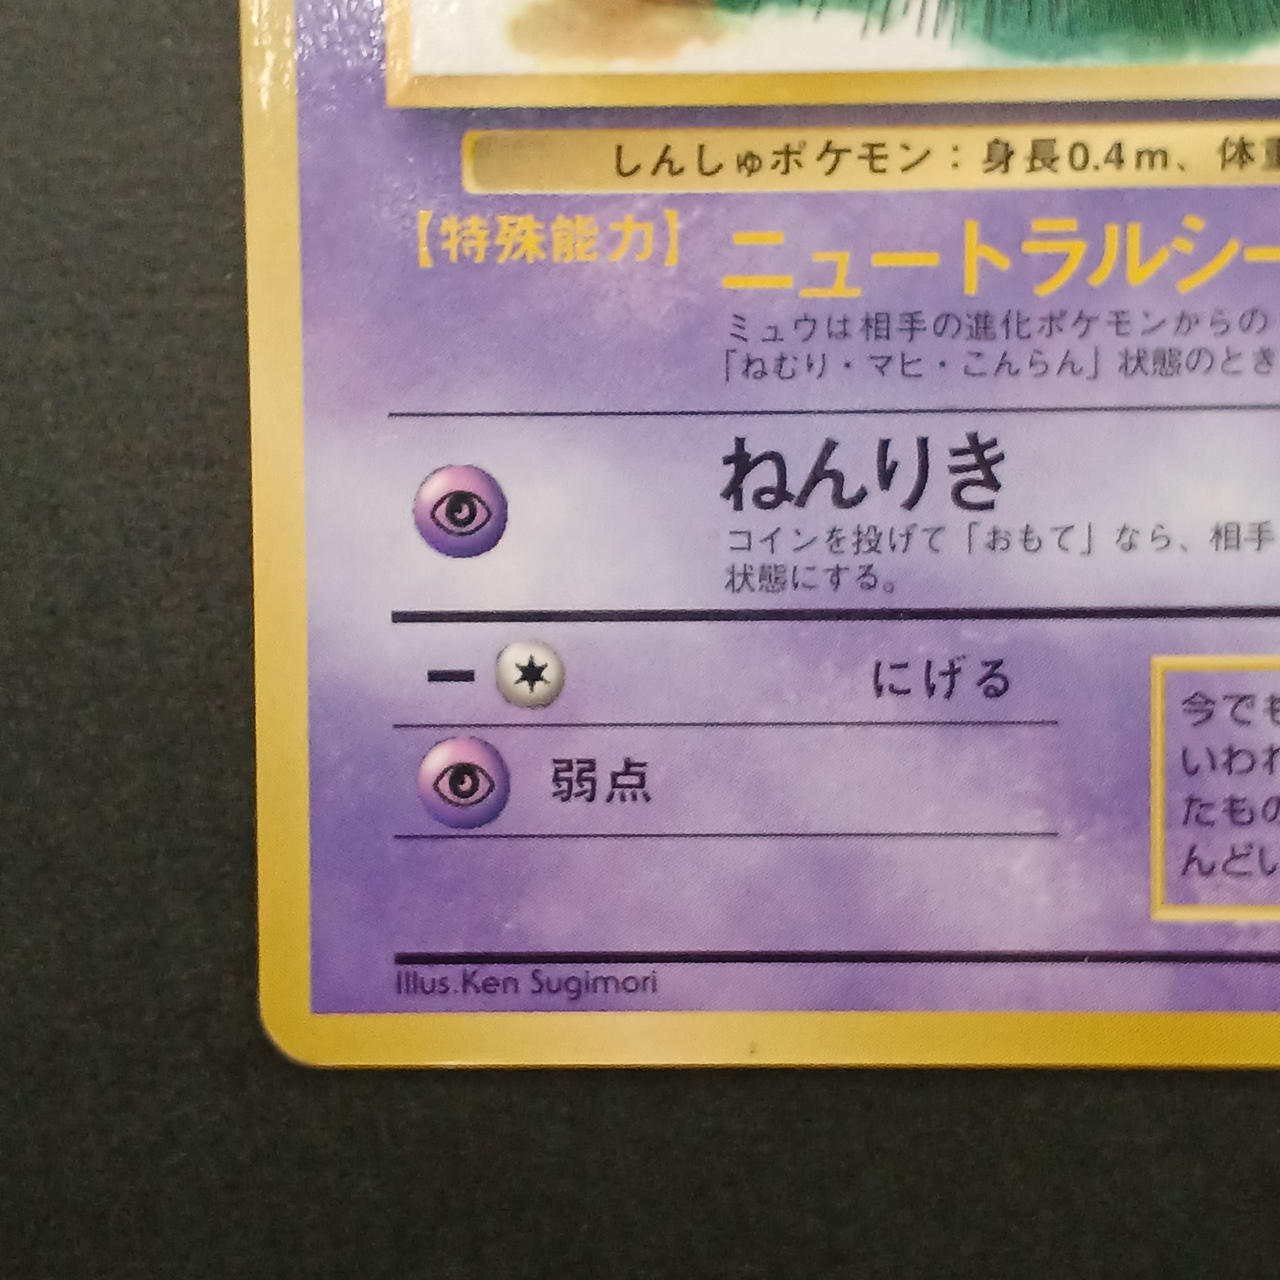 しんしゅポケモン：身長0.4m、体重
【特殊能力】 ニュートラルシー
ミュウは相手の進化ポケモンからの
「ねむり・マヒ・こんらん」状態のとき
ねんりき
コインを投げて「おもて」なら、相手
状態にする。
ー にげる
弱点
今でも
いわれ
たもの
んどい
Illus.Ken Sugimori